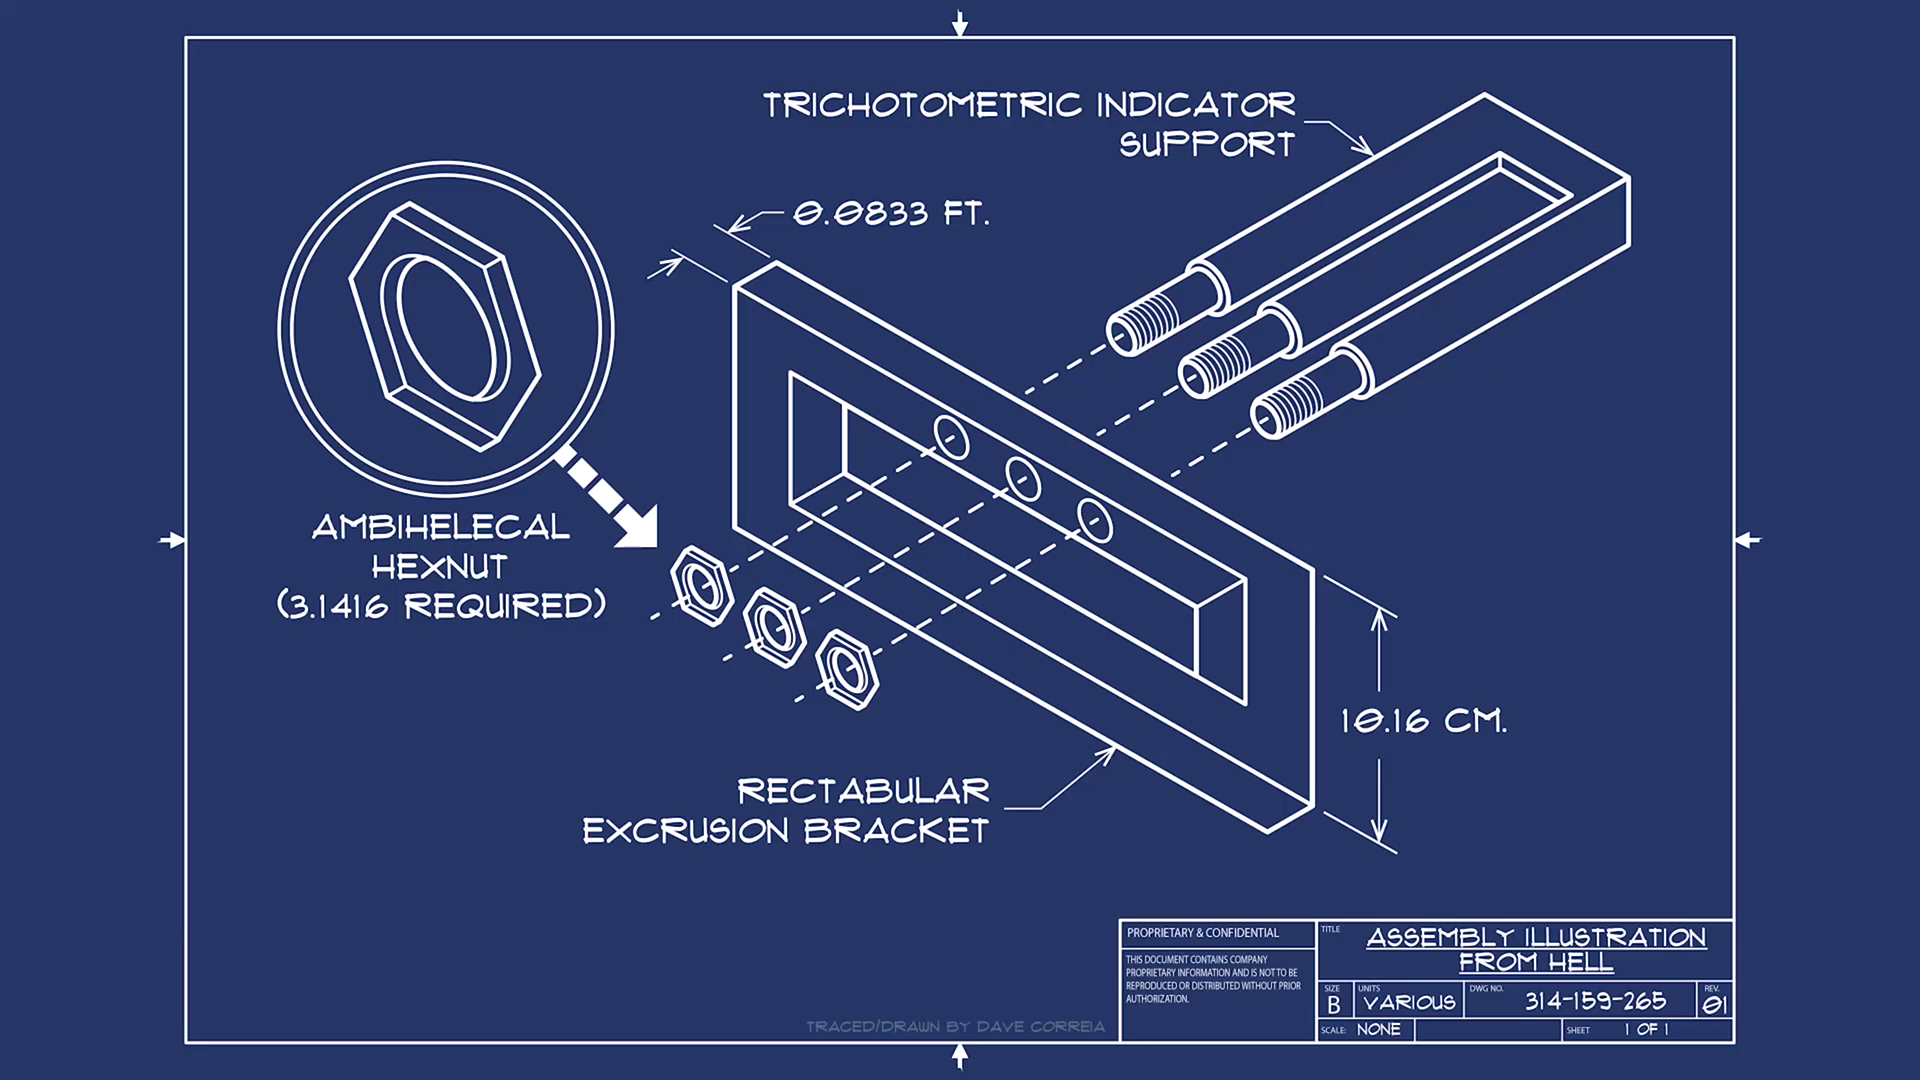 TRICHOTOMETRIC INDICATOR
SUPPORT
0.0833 FT.
AMBIHELECAL
HEXNUT
(3.1416 REQUIRED)
10.16 CM.
RECTABULAR
EXCRUSION BRACKET
PROPRIETARY & CONFIDENTIAL
THIS DOCUMENT CONTAINS COMPANY
PROPRIETARY INFORMATION AND IS NOT TO BE
REPRODUCED OR DISTRIBUTED WITHOUT PRIOR
AUTHORIZATION.
TITLE
ASSEMBLY ILLUSTRATION
FROM HELL
SIZE
B
UNITS
VARIOUS
DWG NO.
314-159-265
REV.
01
SCALE: NONE
SHEET 1 OF 1
TRACED/DRAWN BY DAVE CORREIA